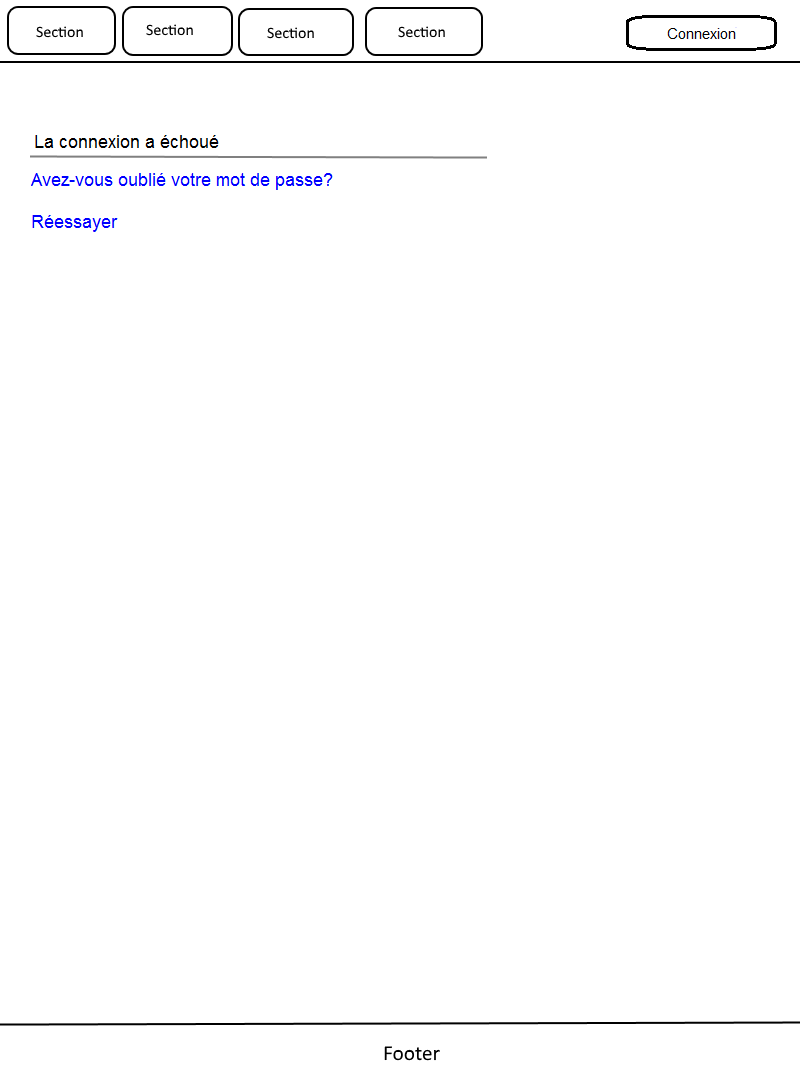 Section Section Section Section Connexion
La connexion a échoué
Avez-vous oublié votre mot de passe?
Réessayer
Footer